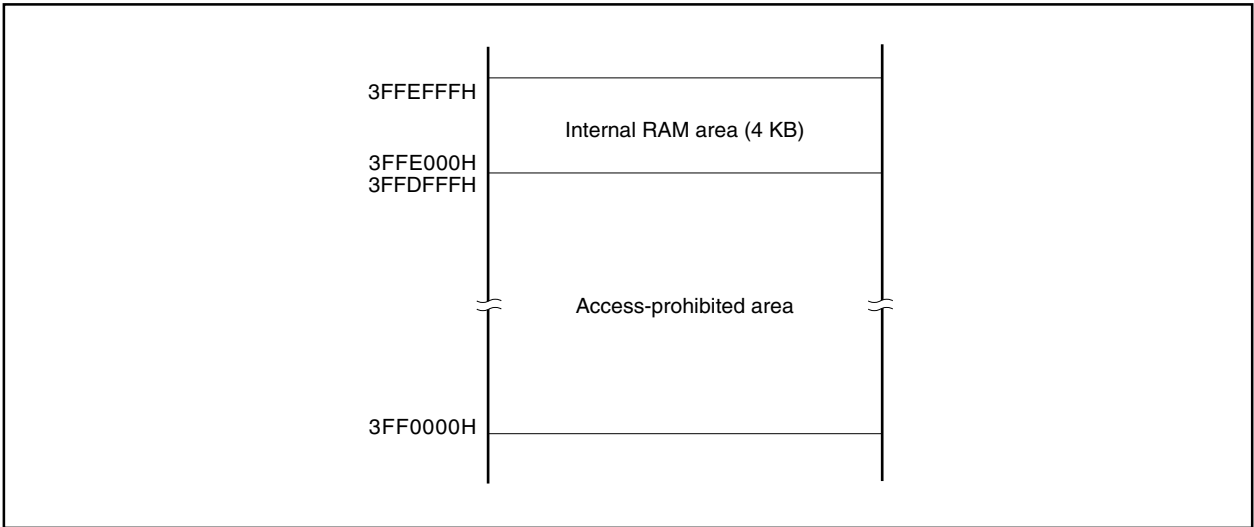 3FFEFFFH
Internal RAM area (4 KB)
3FFE000H
3FFDFFFH
Access-prohibited area
3FF0000H